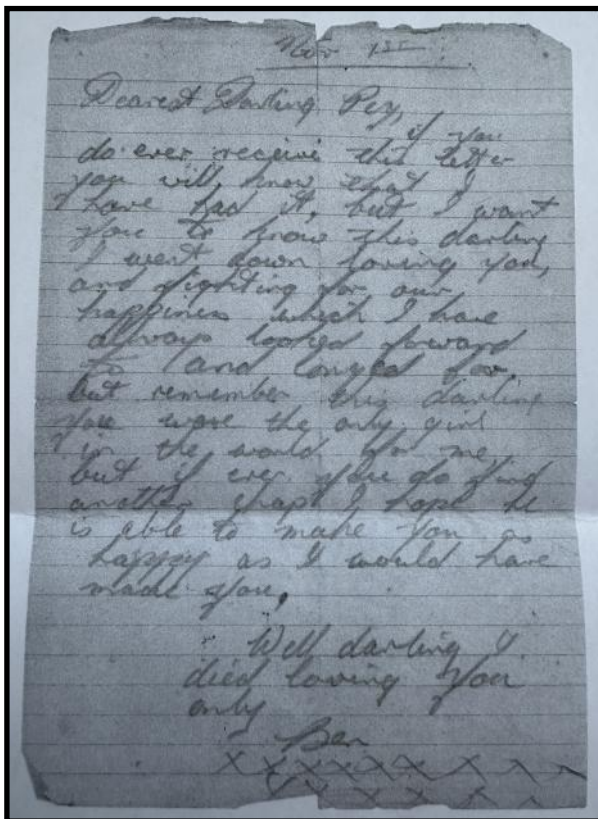 Nov 1st
Dearest Darling Peg,
if you
do ever receive this letter
you will know that I
have had it, but I want
you to know this darling
I went down loving you,
and fighting for our
happiness which I have
always looked forward
to and longed for,
but remember this darling
you were the only girl
in the world for me,
but if ever you do find
another chap I hope he
is able to make you as
happy as I would have
made you,
Well darling I
died loving you
only
Ben
X X X X X X X X X
X X X X X X